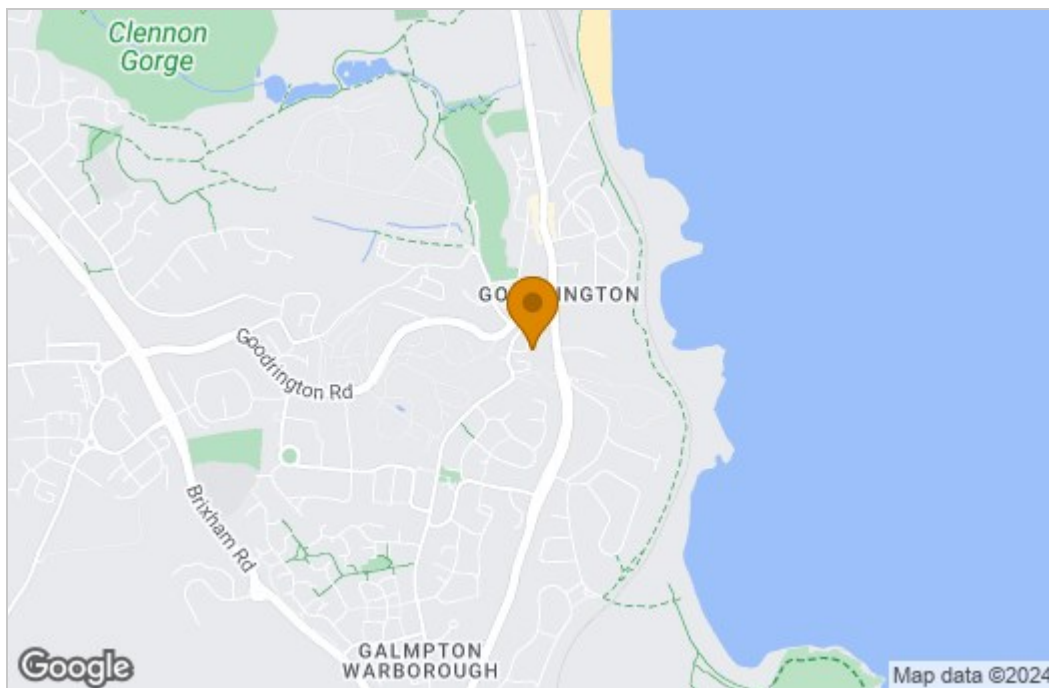 Clennon
Gorge
Goodrington Rd
Brixham Rd
GALMPTON
WARBOROUGH
Google
Map data ©2024